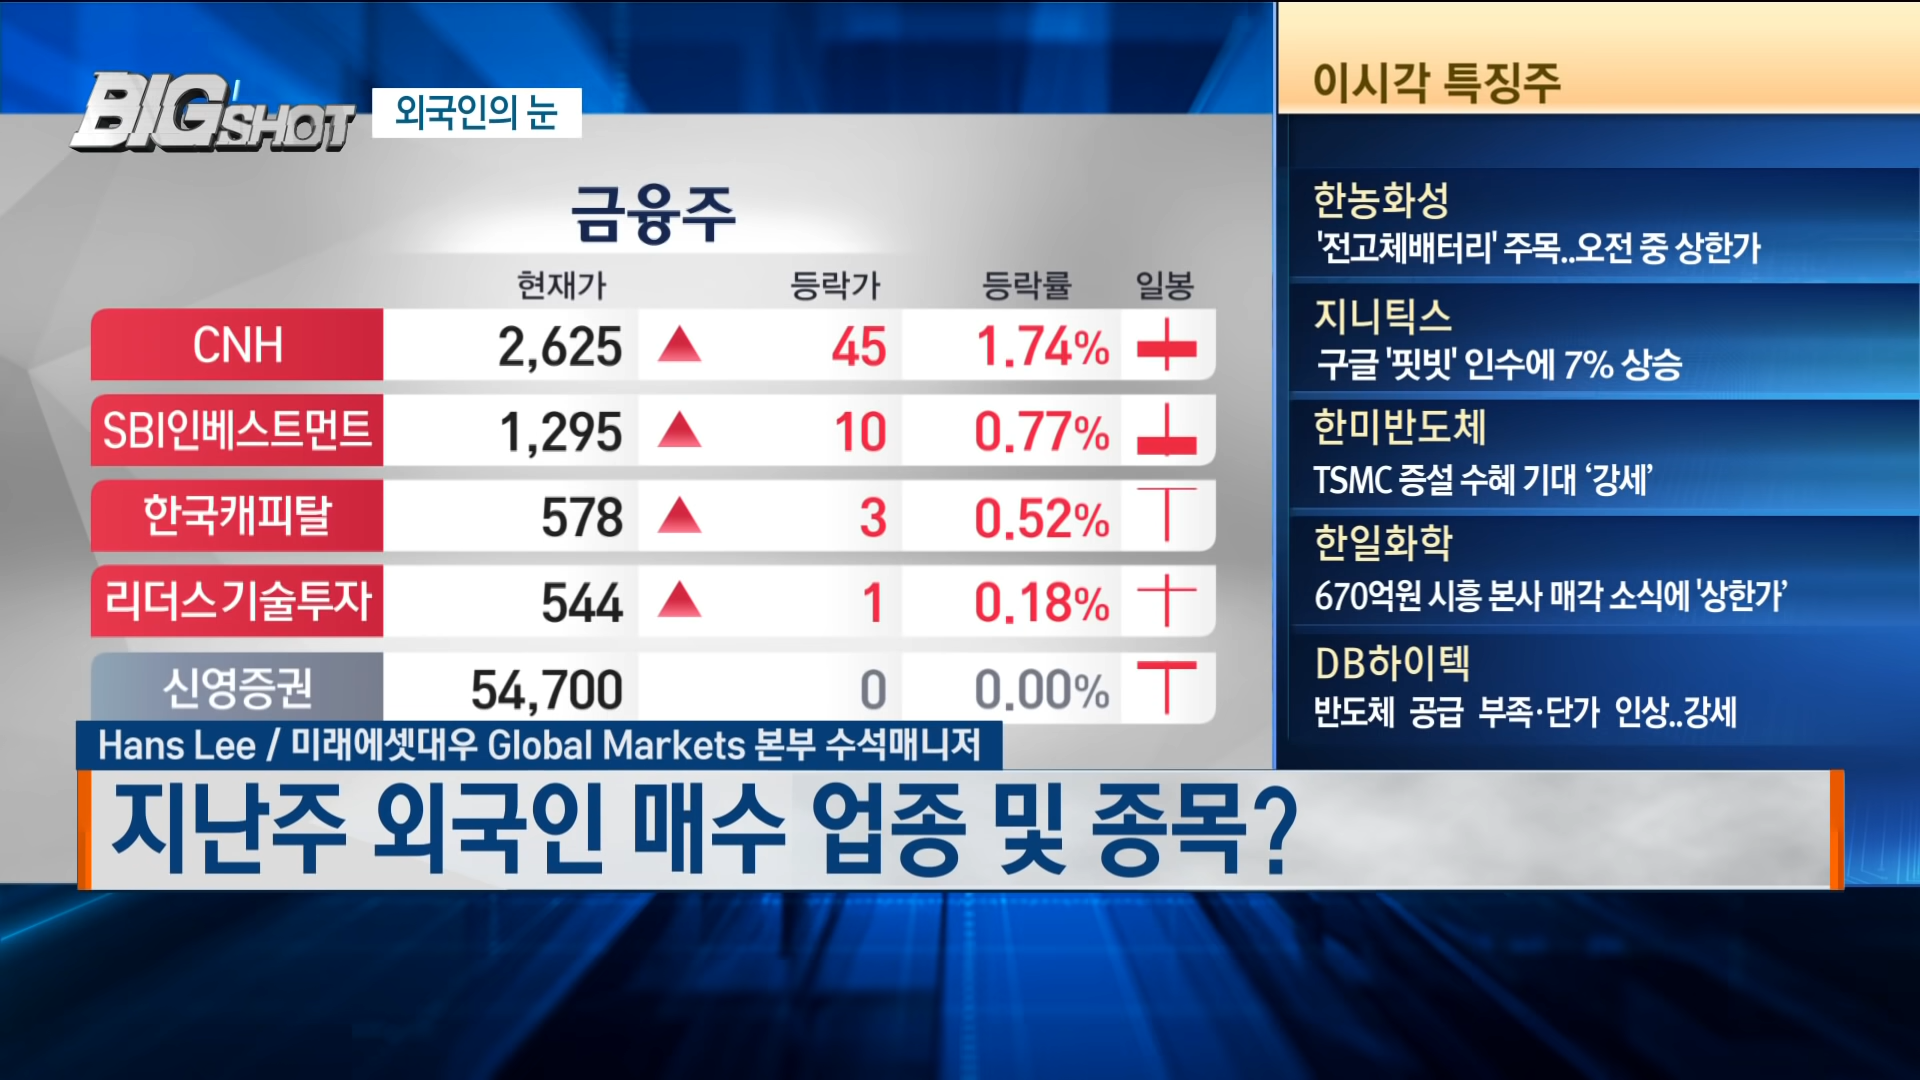 BIG'SHOT
외국인의 눈
금융주
현재가 등락가 등락률 일봉
CNH 2,625 ▲ 45 1.74%
SBI인베스트먼트 1,295 ▲ 10 0.77%
한국캐피탈 578 ▲ 3 0.52%
리더스기술투자 544 ▲ 1 0.18%
신영증권 54,700 0 0.00%
Hans Lee / 미래에셋대우 Global Markets 본부 수석매니저
지난주 외국인 매수 업종 및 종목?
이시각 특징주
한농화성
'전고체배터리' 주목..오전 중 상한가
지니틱스
구글 '핏빗' 인수에 7% 상승
한미반도체
TSMC 증설 수혜 기대 ‘강세’
한일화학
670억원 시흥 본사 매각 소식에 '상한가’
DB하이텍
반도체 공급 부족·단가 인상..강세